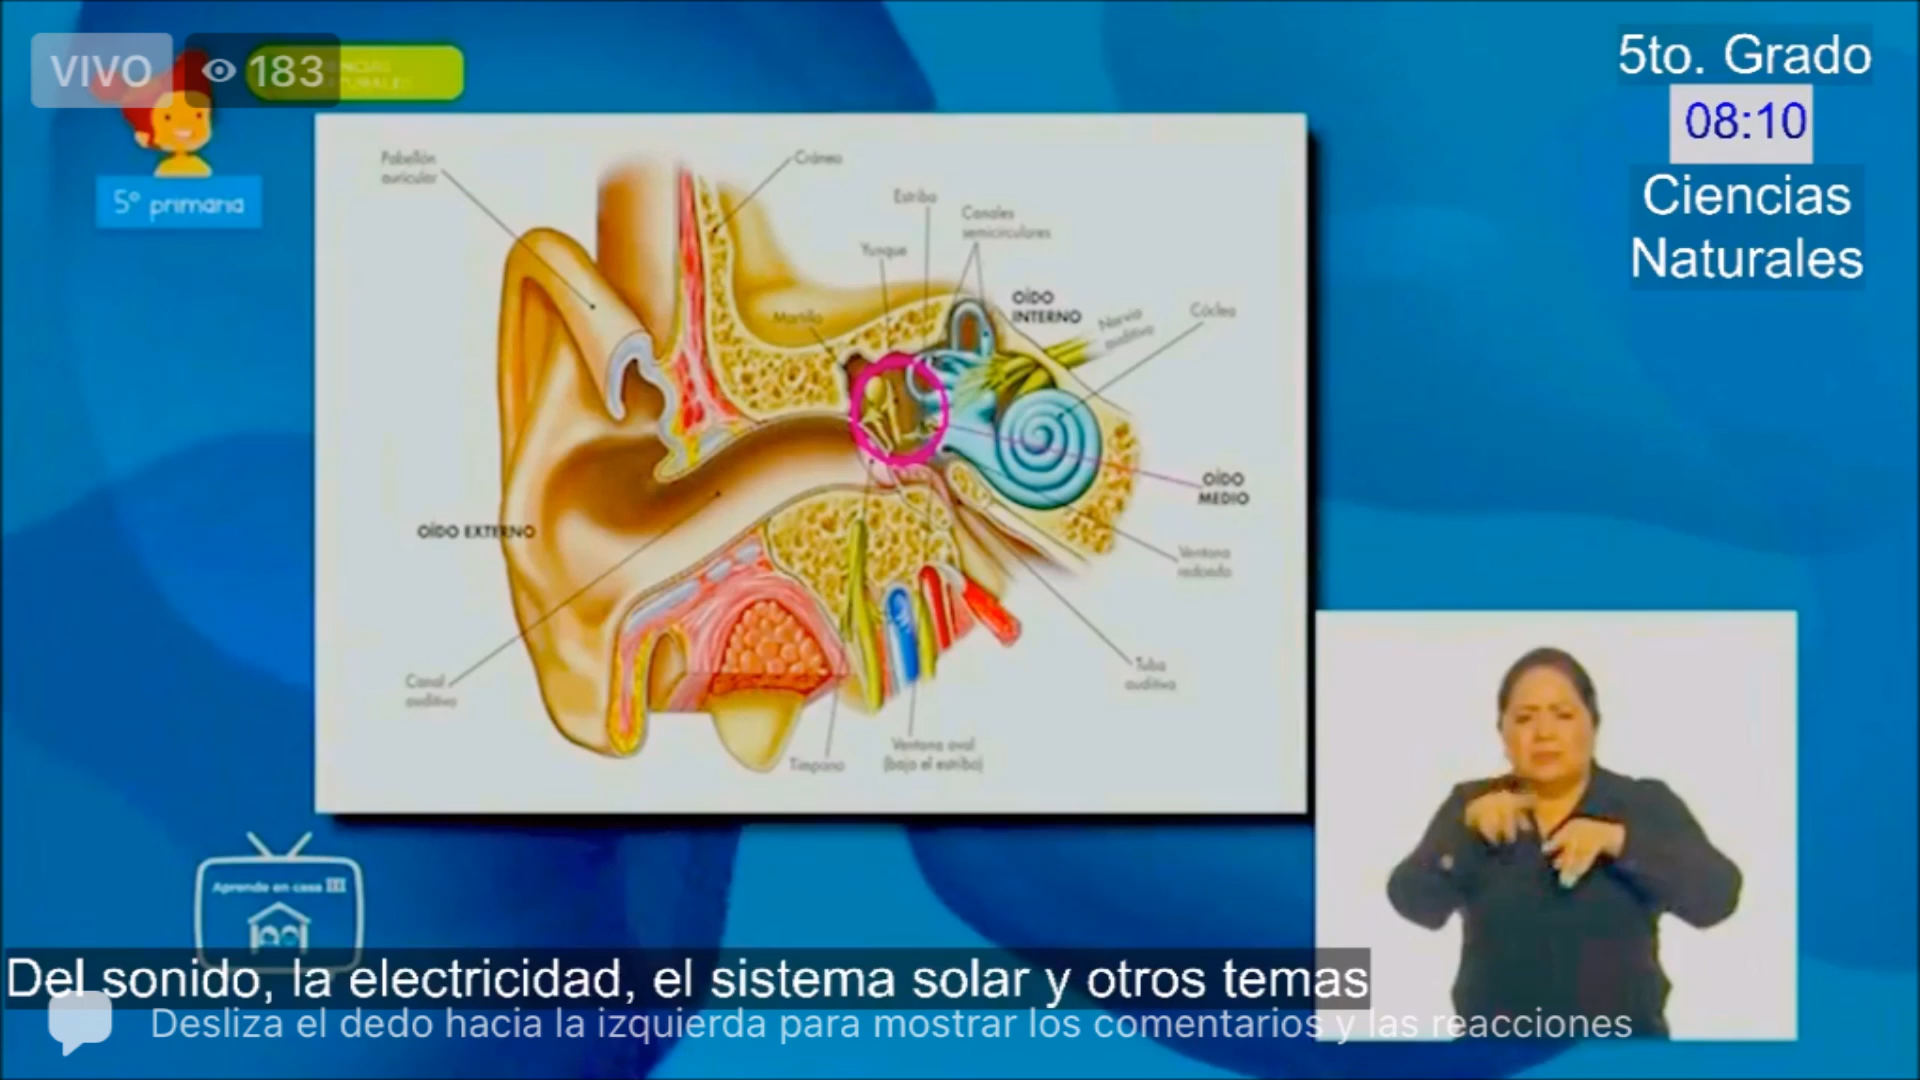 VIVO
183
5to. Grado
08:10
Ciencias
Naturales
5° primaria
Pabellón
auricular
Cráneo
Estribo
Canales
semicirculares
Yunque
OÍDO
INTERNO
Martillo
Nervio
auditivo
Cóclea
OÍDO
MEDIO
OÍDO EXTERNO
Ventana
redonda
Canal
auditivo
Tuba
auditiva
Tímpano
Ventana oval
(bajo el estribo)
Aprende en casa III
Del sonido, la electricidad, el sistema solar y otros temas
Desliza el dedo hacia la izquierda para mostrar los comentarios y las reacciones